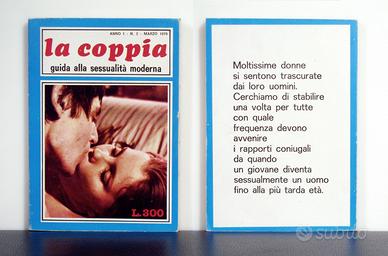 ANNO I - N. 2 - MARZO 1970
la coppia
guida alla sessualità moderna
L. 300
Moltissime donne
si sentono trascurate
dai loro uomini.
Cerchiamo di stabilire
una volta per tutte
con quale
frequenza devono
avvenire
i rapporti coniugali
da quando
un giovane diventa
sessualmente un uomo
fino alla più tarda età.
subito